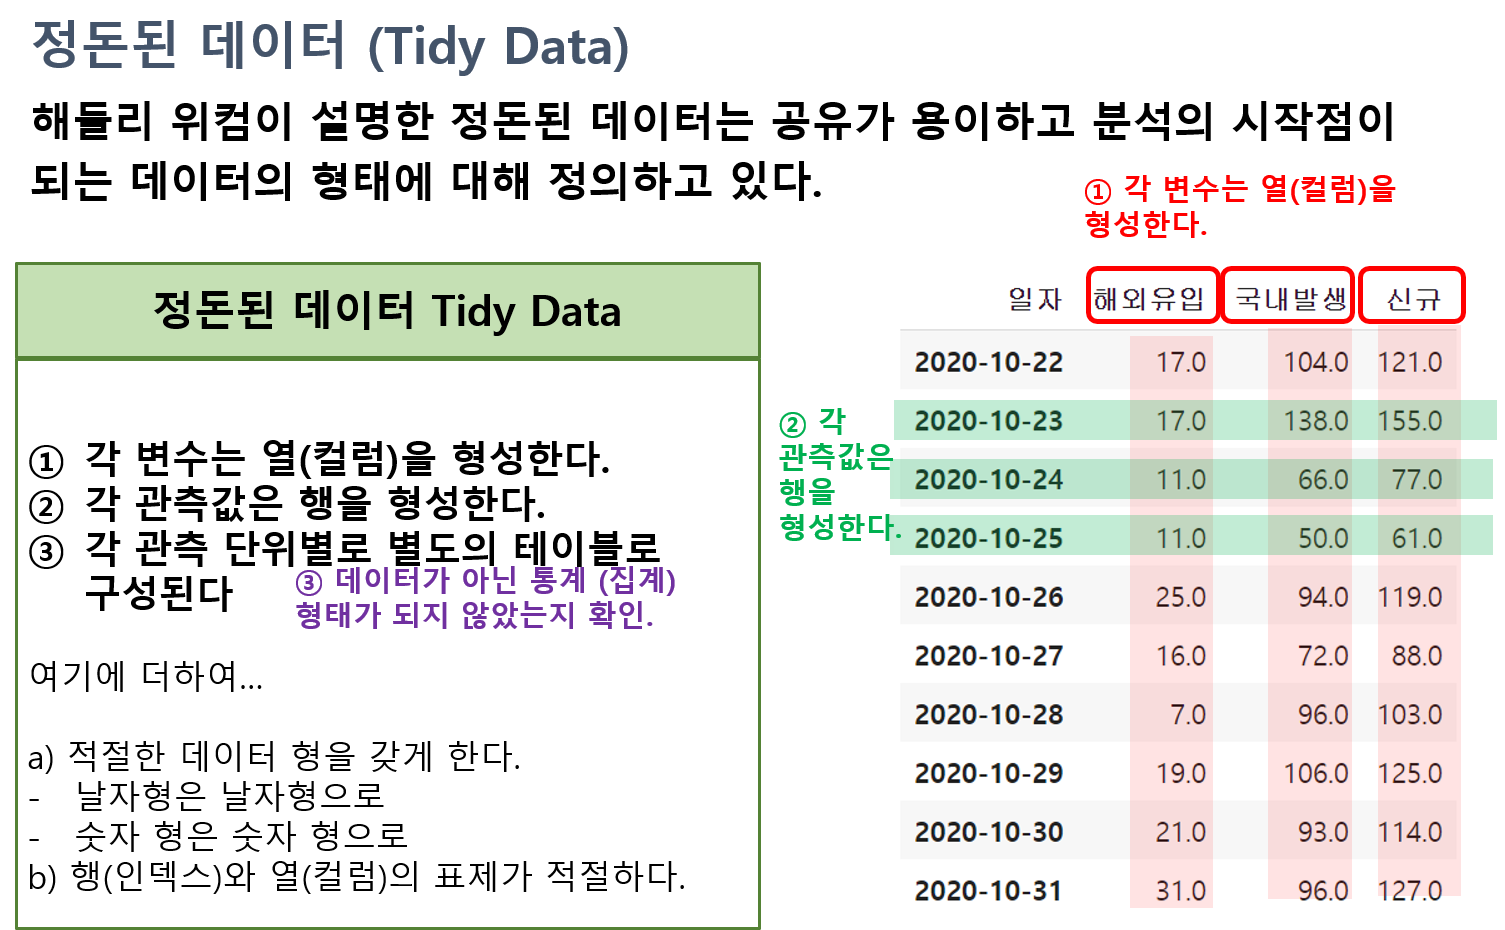 정돈된 데이터 (Tidy Data)
해들리 위컴이 설명한 정돈된 데이터는 공유가 용이하고 분석의 시작점이
되는 데이터의 형태에 대해 정의하고 있다.
정돈된 데이터 Tidy Data
① 각 변수는 열(컬럼)을 형성한다.
② 각 관측값은 행을 형성한다.
③ 각 관측 단위별로 별도의 테이블로
구성된다
③ 데이터가 아닌 통계 (집계)
형태가 되지 않았는지 확인.
여기에 더하여...
a) 적절한 데이터 형을 갖게 한다.
- 날자형은 날자형으로
- 숫자 형은 숫자 형으로
b) 행(인덱스)와 열(컬럼)의 표제가 적절하다.
① 각 변수는 열(컬럼)을
형성한다.
② 각
관측값은
행을
형성한다.
일자 해외유입 국내발생 신규
2020-10-22 17.0 104.0 121.0
2020-10-23 17.0 138.0 155.0
2020-10-24 11.0 66.0 77.0
2020-10-25 11.0 50.0 61.0
2020-10-26 25.0 94.0 119.0
2020-10-27 16.0 72.0 88.0
2020-10-28 7.0 96.0 103.0
2020-10-29 19.0 106.0 125.0
2020-10-30 21.0 93.0 114.0
2020-10-31 31.0 96.0 127.0